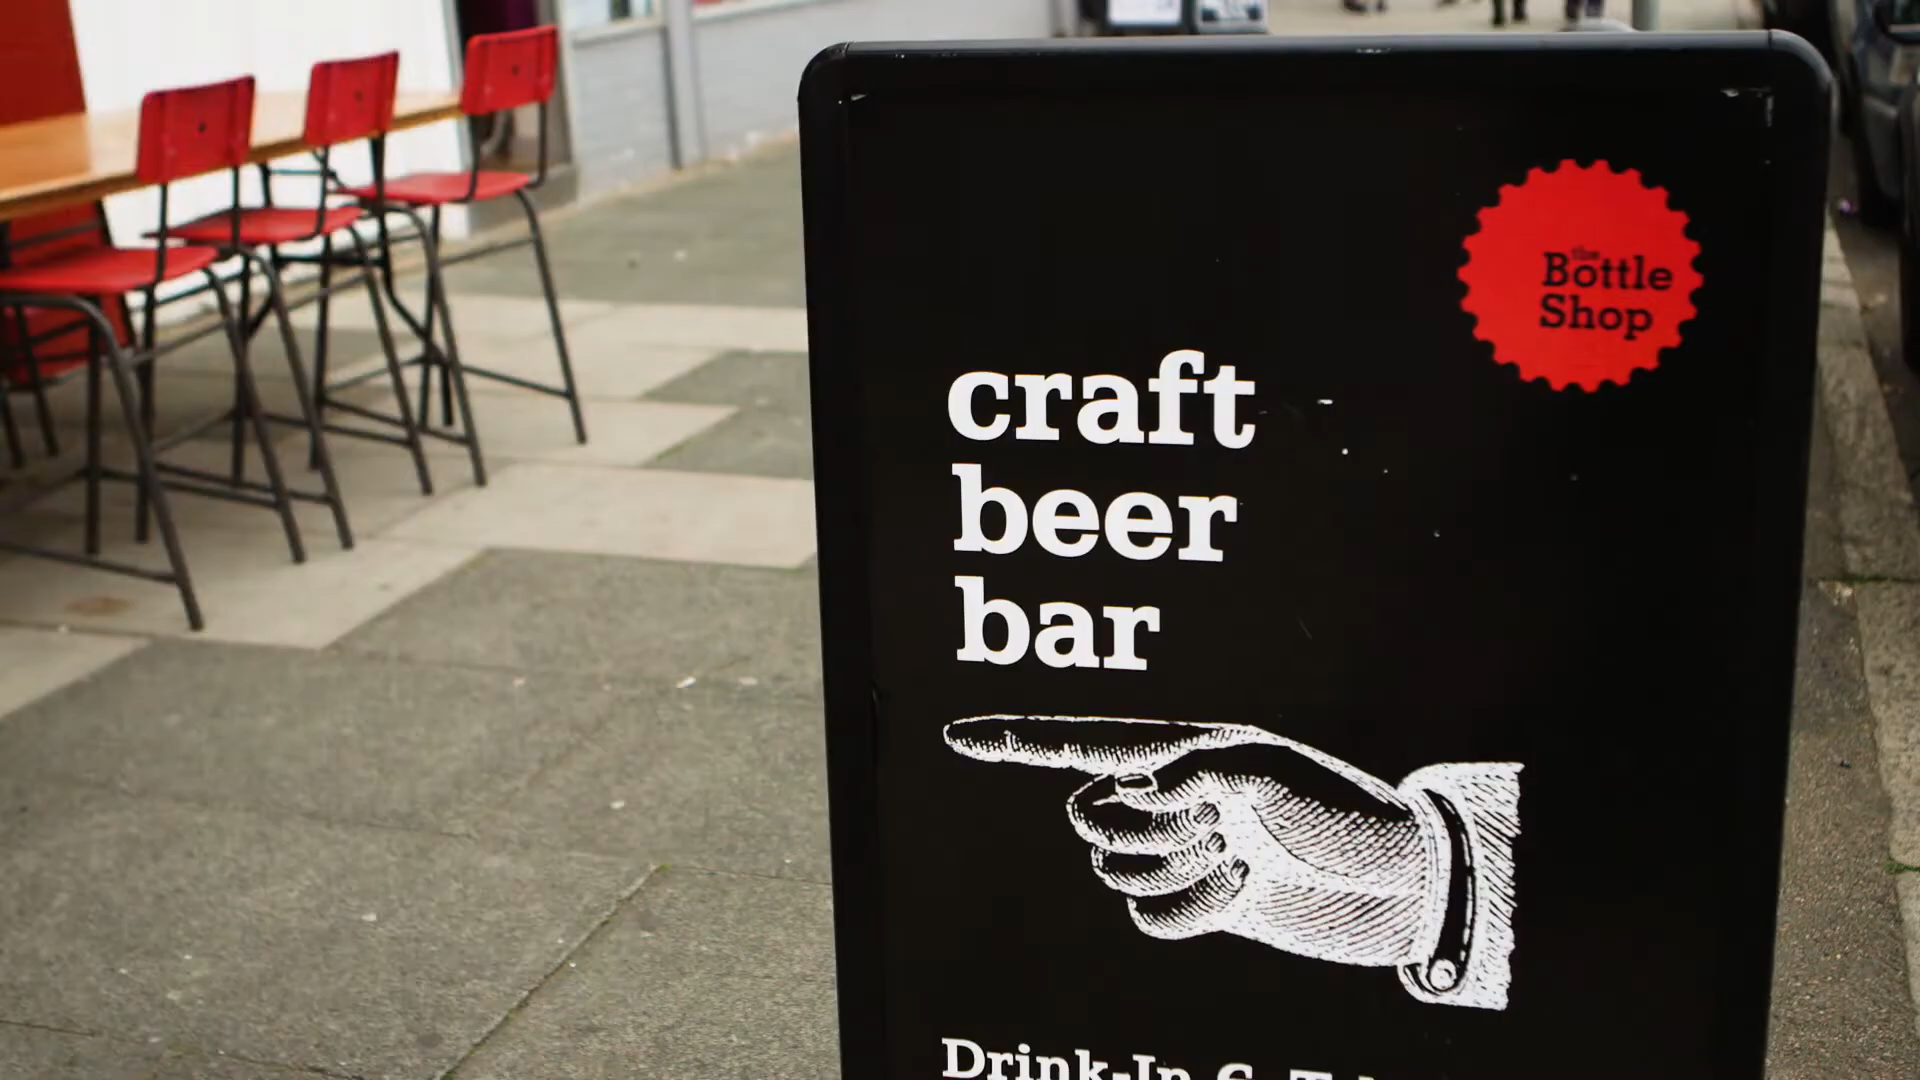 the
Bottle
Shop
craft
beer
bar
Drink-In &